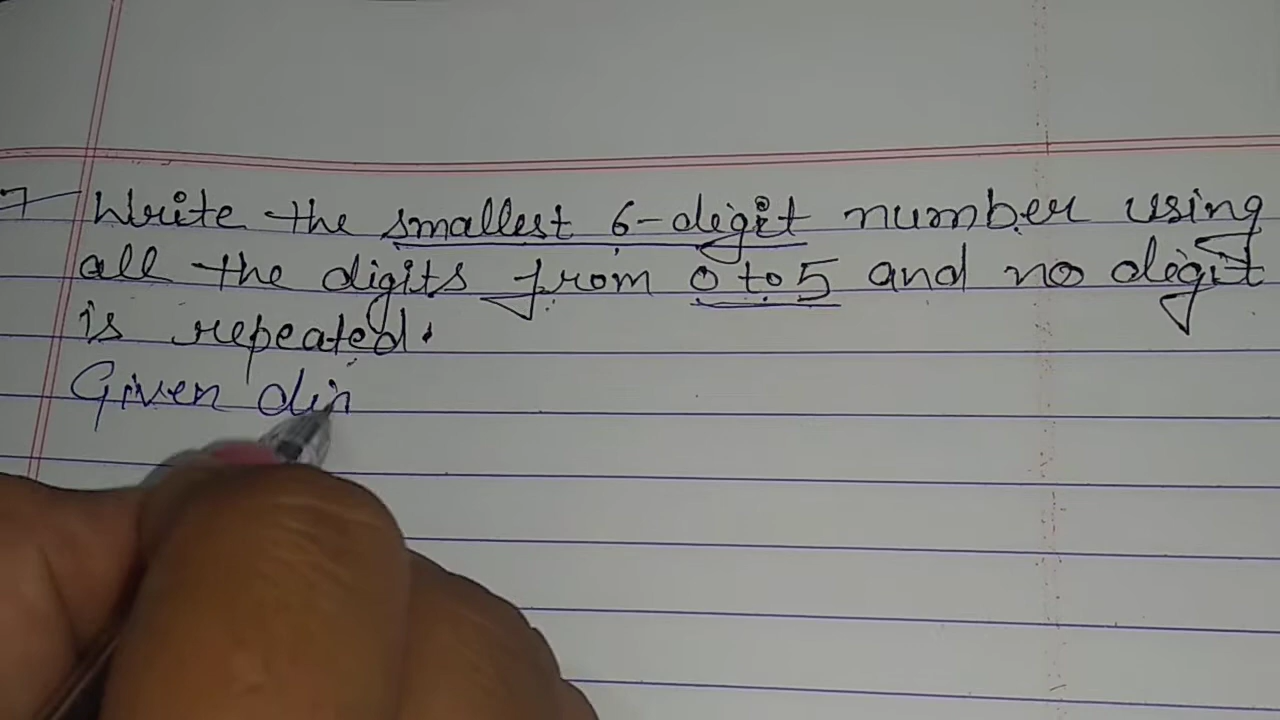 7 Write the smallest 6-digit number using
all the digits from 0 to 5 and no digit
is repeated.
Given